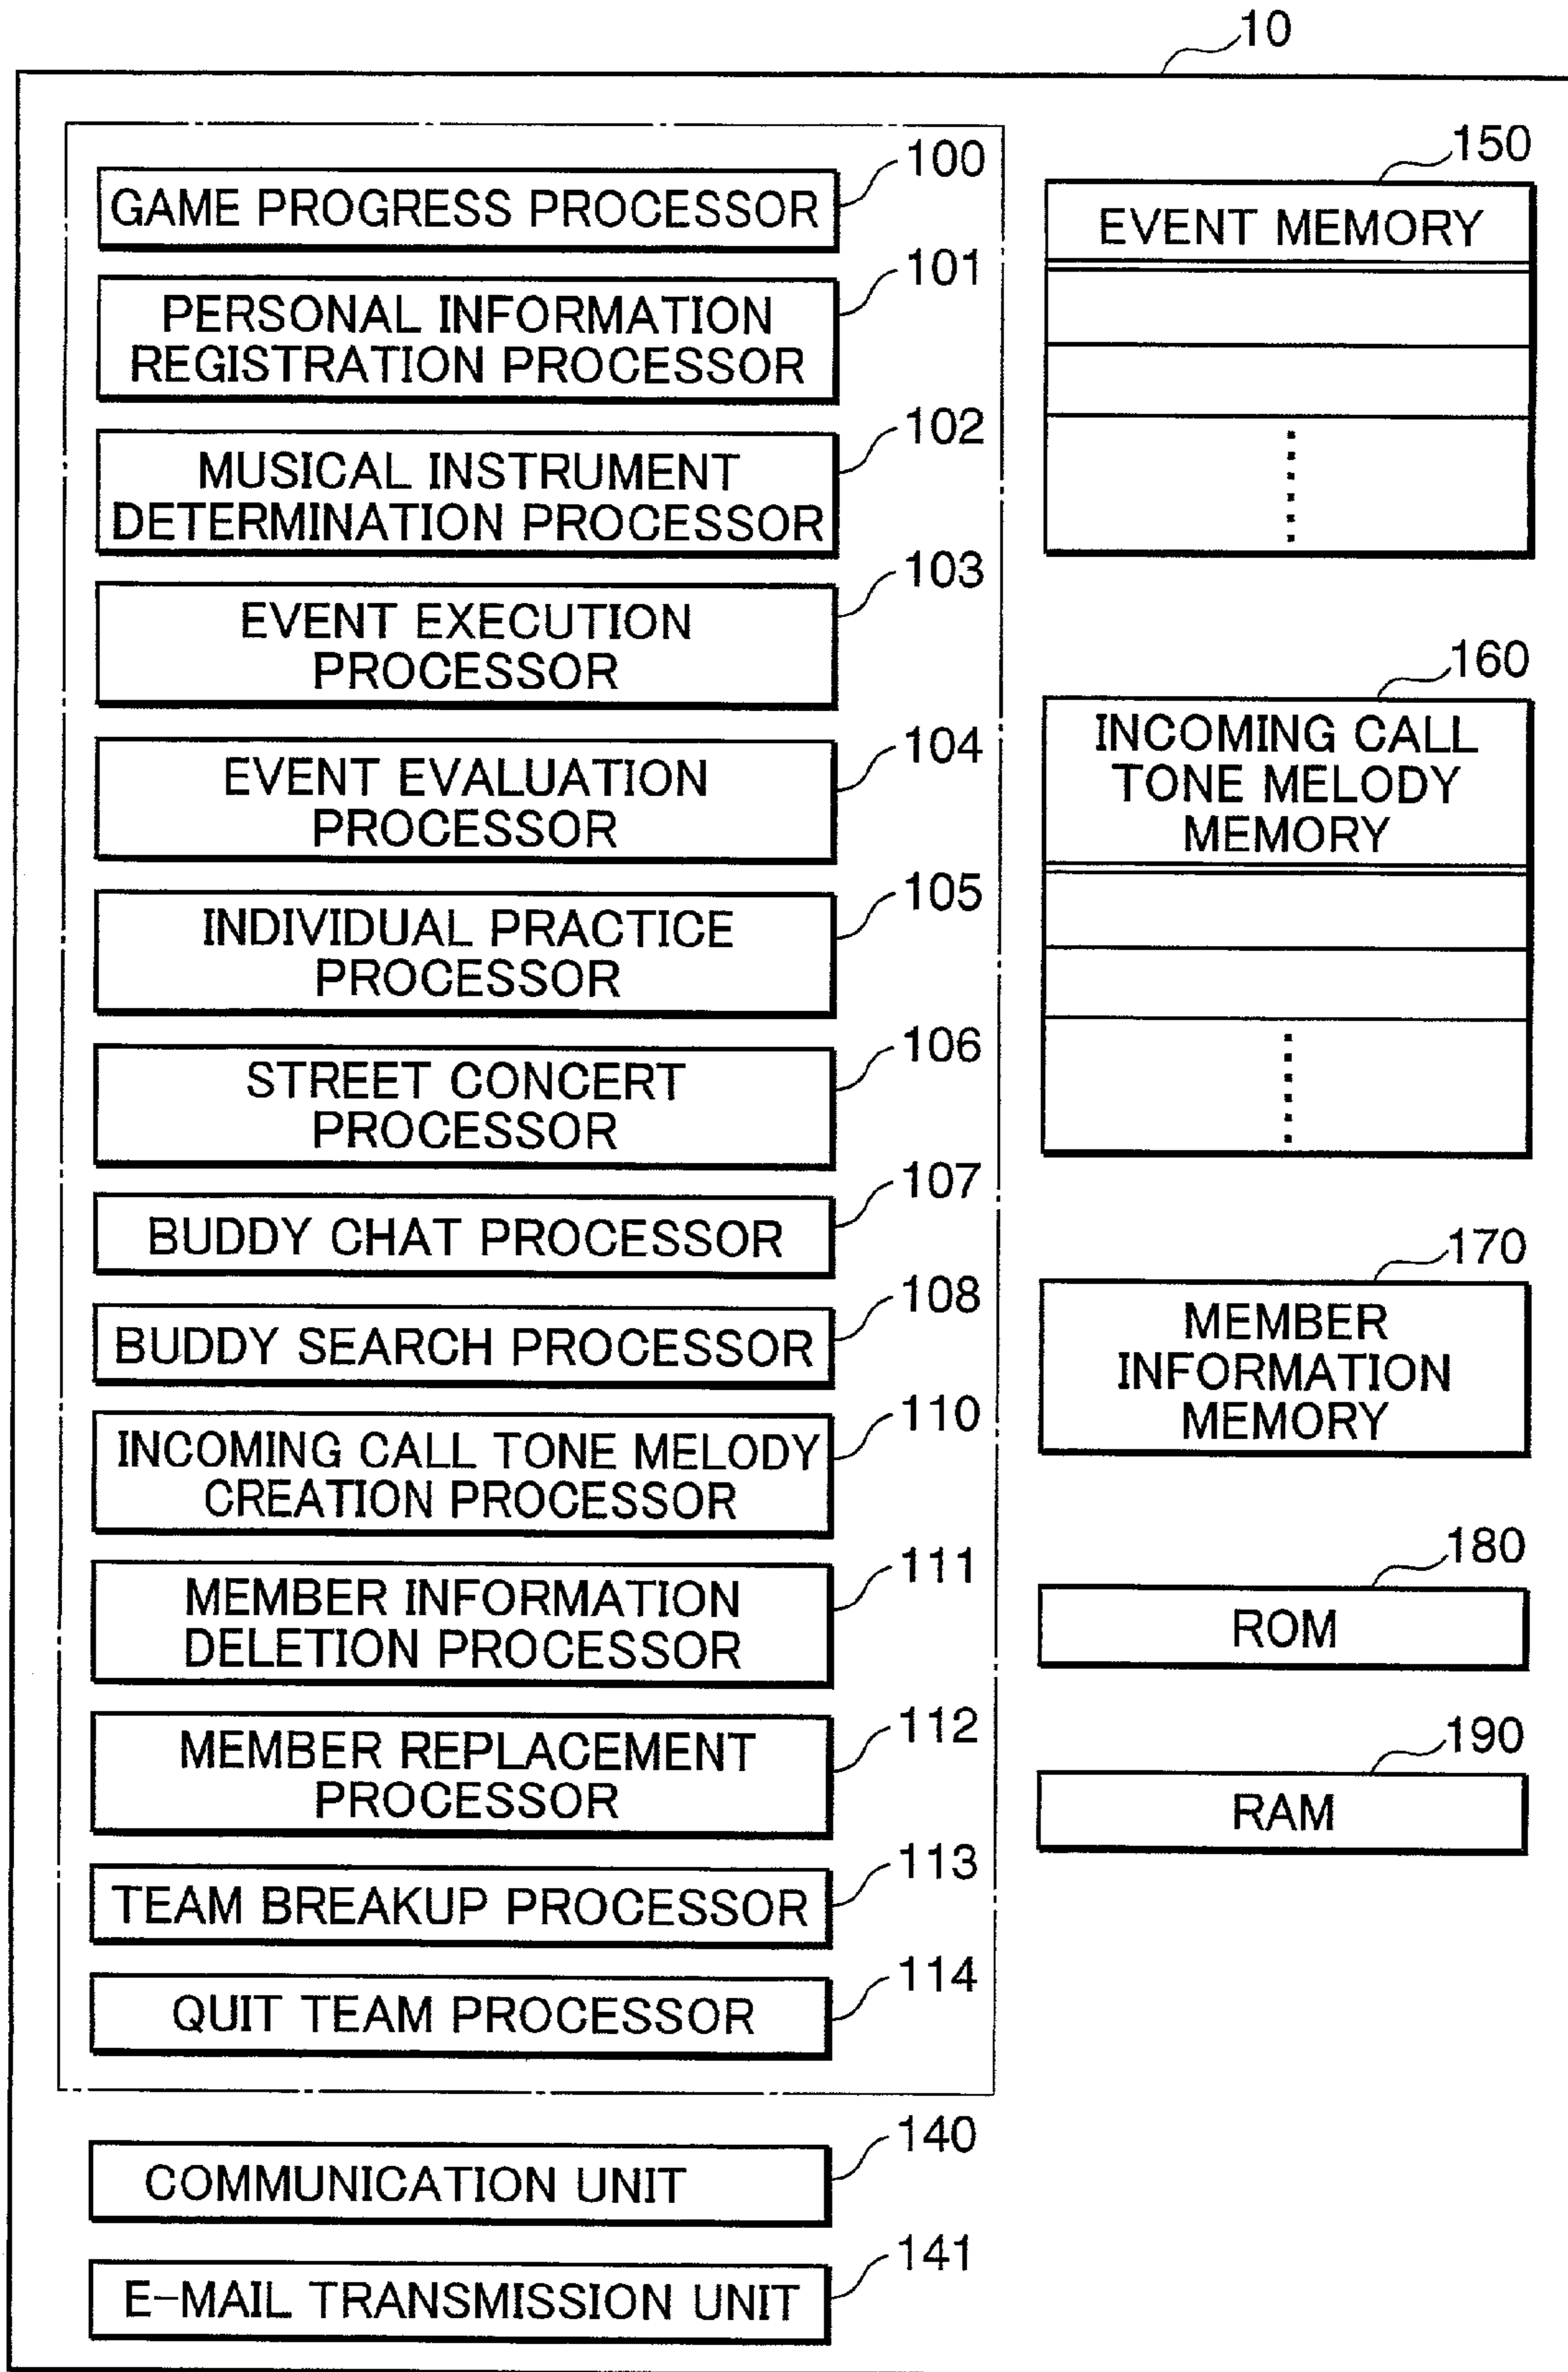 10
100
GAME PROGRESS PROCESSOR
101
PERSONAL INFORMATION
REGISTRATION PROCESSOR
102
MUSICAL INSTRUMENT
DETERMINATION PROCESSOR
103
EVENT EXECUTION
PROCESSOR
104
EVENT EVALUATION
PROCESSOR
105
INDIVIDUAL PRACTICE
PROCESSOR
106
STREET CONCERT
PROCESSOR
107
BUDDY CHAT PROCESSOR
108
BUDDY SEARCH PROCESSOR
110
INCOMING CALL TONE MELODY
CREATION PROCESSOR
111
MEMBER INFORMATION
DELETION PROCESSOR
112
MEMBER REPLACEMENT
PROCESSOR
113
TEAM BREAKUP PROCESSOR
114
QUIT TEAM PROCESSOR
140
COMMUNICATION UNIT
141
E-MAIL TRANSMISSION UNIT
150
EVENT MEMORY
160
INCOMING CALL
TONE MELODY
MEMORY
170
MEMBER
INFORMATION
MEMORY
180
ROM
190
RAM